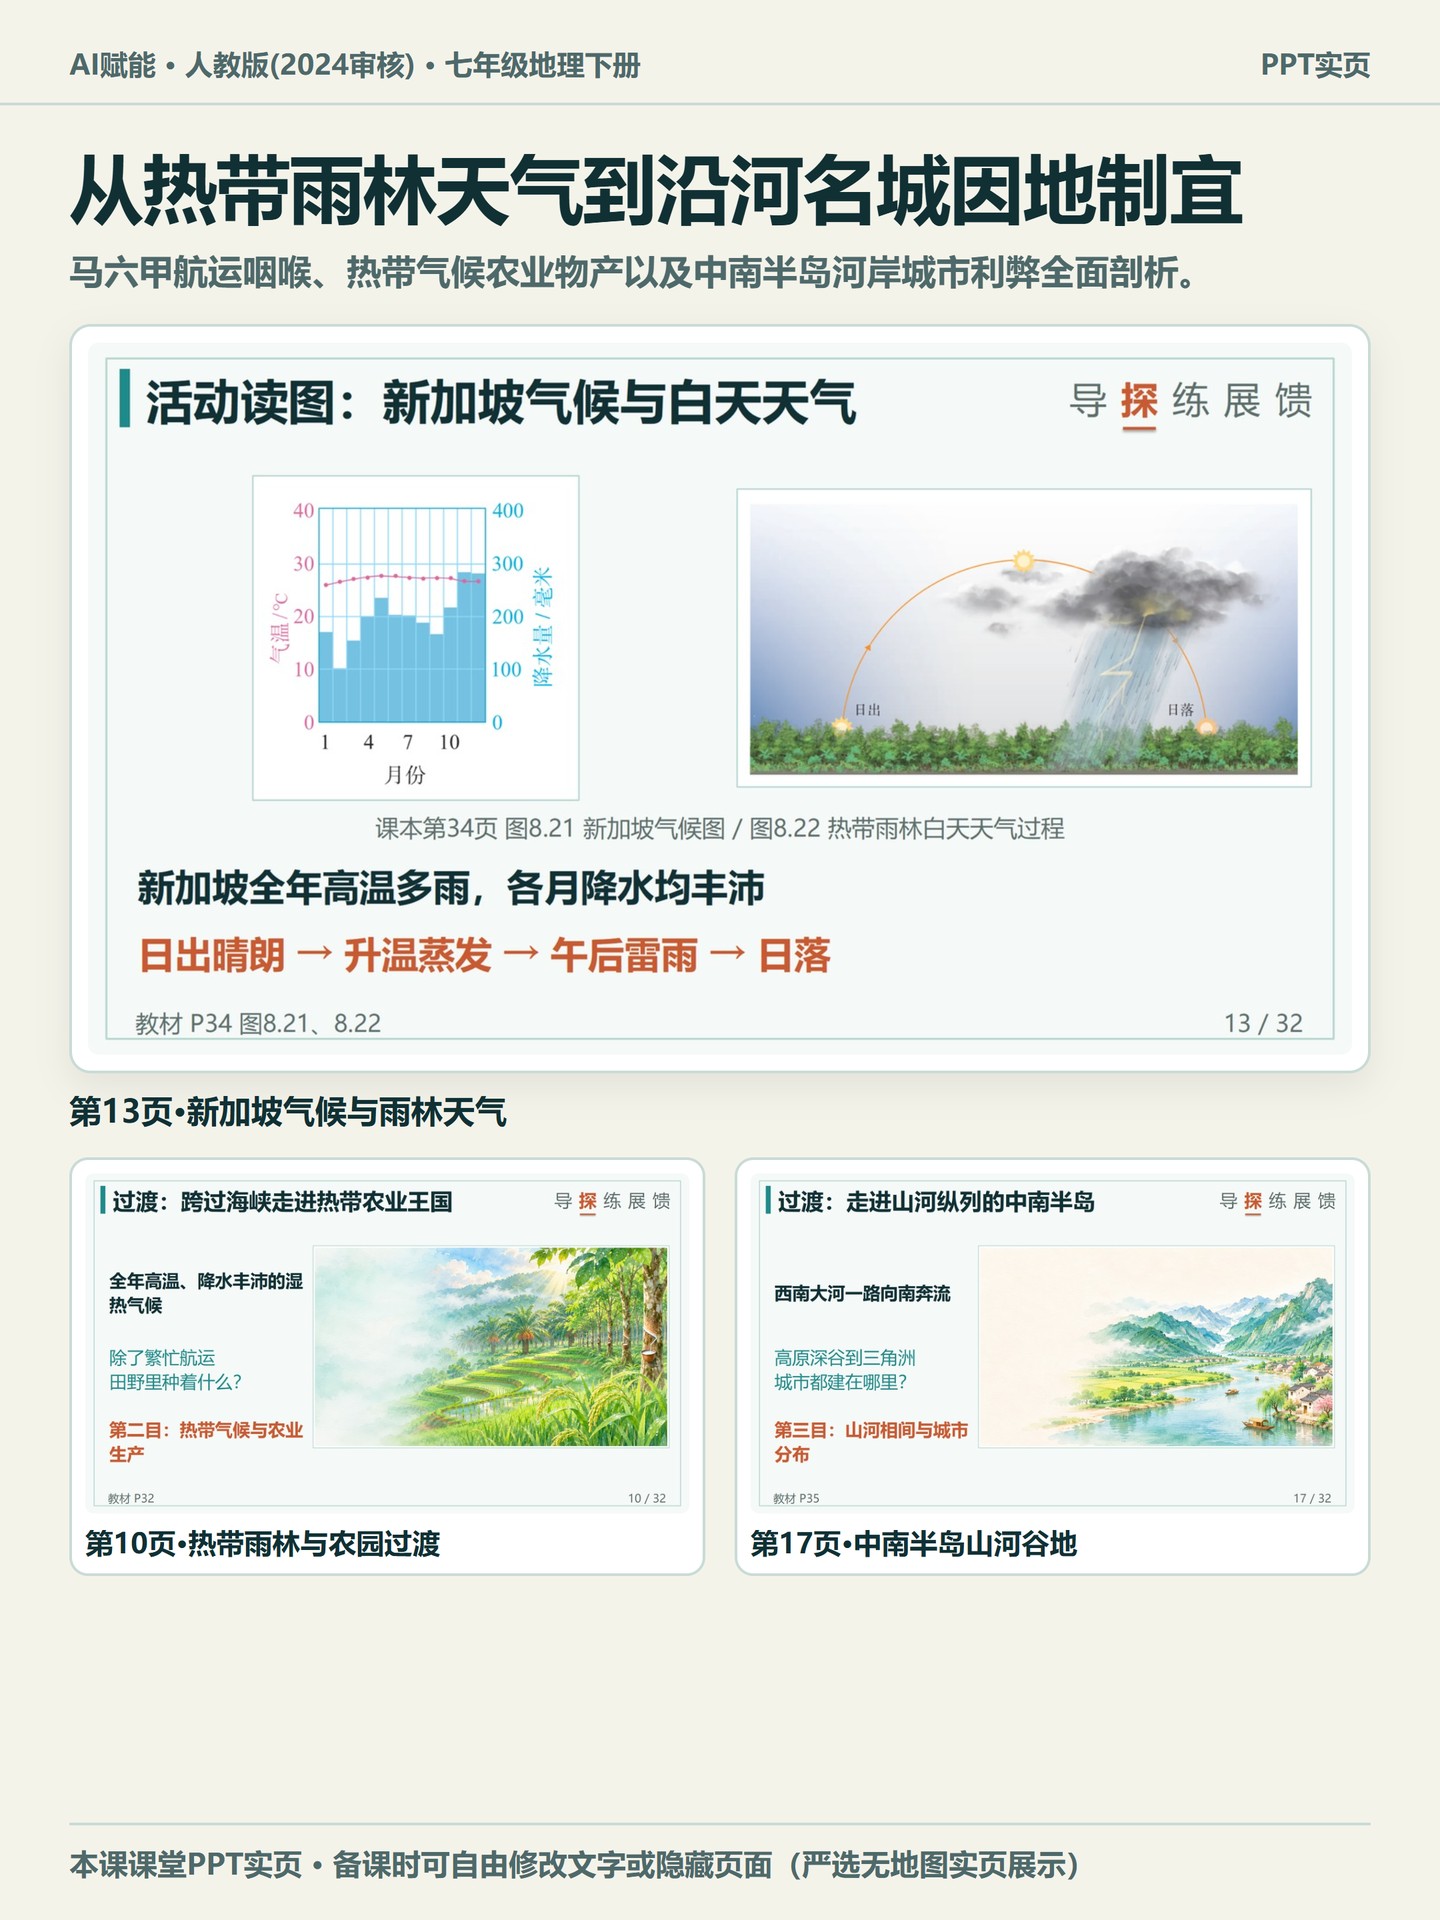 AI赋能 • 人教版(2024审核) • 七年级地理下册
PPT实页
从热带雨林天气到沿河名城因地制宜
马六甲航运咽喉、热带气候农业物产以及中南半岛河岸城市利弊全面剖析。
活动读图：新加坡气候与白天天气
导 探 练 展 馈
40
30
20
10
0
气温/℃
400
300
200
100
0
降水量/毫米
1 4 7 10
月份
日出
日落
课本第34页 图8.21 新加坡气候图 / 图8.22 热带雨林白天天气过程
新加坡全年高温多雨，各月降水均丰沛
日出晴朗 → 升温蒸发 → 午后雷雨 → 日落
教材 P34 图8.21、8.22
13 / 32
第13页•新加坡气候与雨林天气
过渡：跨过海峡走进热带农业王国
导 探 练 展 馈
全年高温、降水丰沛的湿
热气候
除了繁忙航运
田野里种着什么？
第二目：热带气候与农业
生产
教材 P32
10 / 32
第10页•热带雨林与农园过渡
过渡：走进山河纵列的中南半岛
导 探 练 展 馈
西南大河一路向南奔流
高原深谷到三角洲
城市都建在哪里？
第三目：山河相间与城市
分布
教材 P35
17 / 32
第17页•中南半岛山河谷地
本课课堂PPT实页 • 备课时可自由修改文字或隐藏页面（严选无地图实页展示）